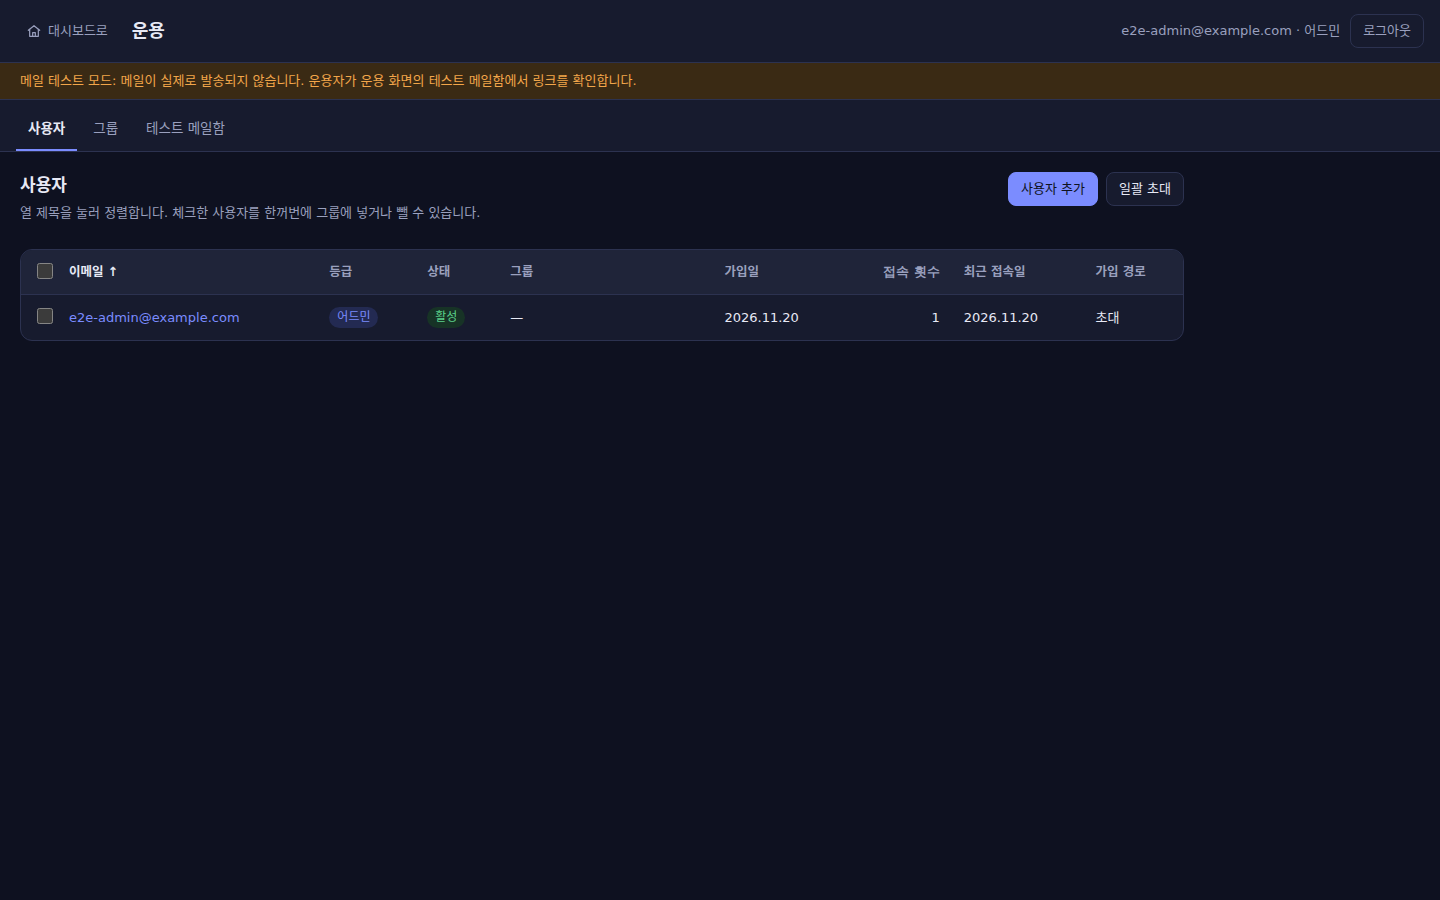 대시보드로 운용 e2e-admin@example.com · 어드민 로그아웃
메일 테스트 모드: 메일이 실제로 발송되지 않습니다. 운용자가 운용 화면의 테스트 메일함에서 링크를 확인합니다.
사용자 그룹 테스트 메일함
사용자
사용자 추가 일괄 초대
열 제목을 눌러 정렬합니다. 체크한 사용자를 한꺼번에 그룹에 넣거나 뺄 수 있습니다.
이메일 ↑ 등급 상태 그룹 가입일 접속 횟수 최근 접속일 가입 경로
e2e-admin@example.com 어드민 활성 — 2026.11.20 1 2026.11.20 초대